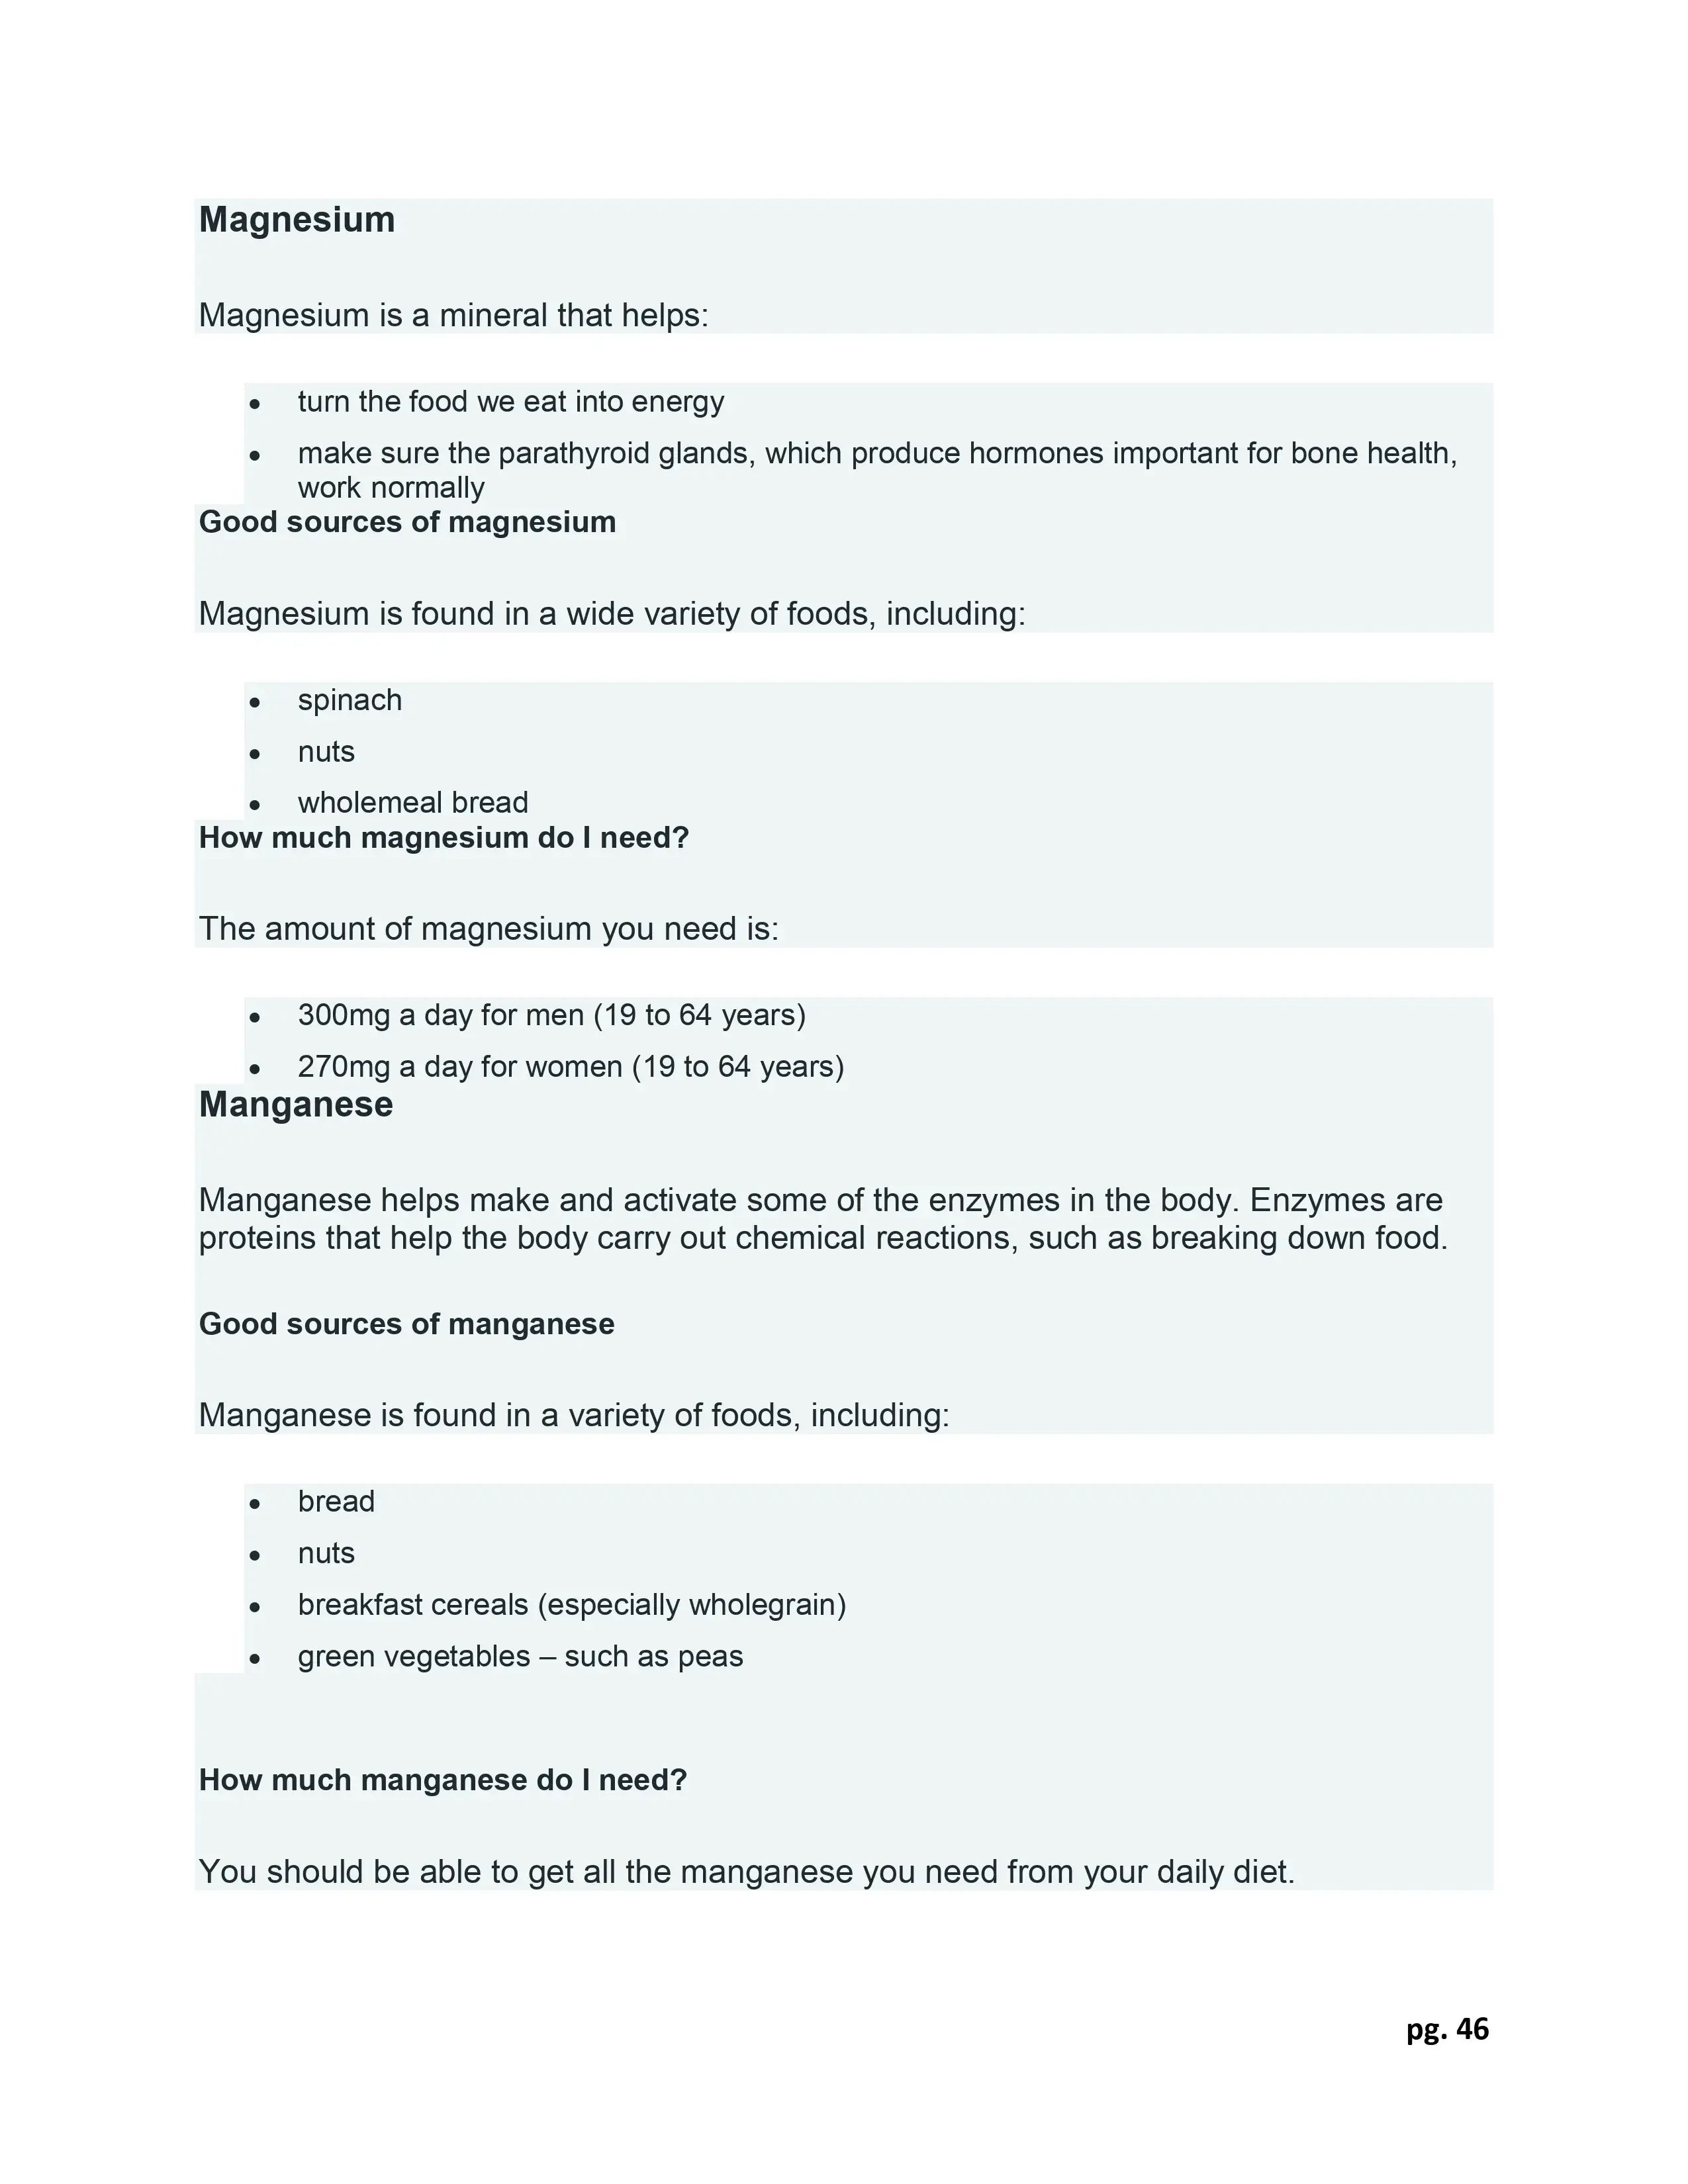 Magnesium
Magnesium is a mineral that helps:
• turn the food we eat into energy
• make sure the parathyroid glands, which produce hormones important for bone health,
work normally
Good sources of magnesium
Magnesium is found in a wide variety of foods, including:
• spinach
• nuts
• wholemeal bread
How much magnesium do I need?
The amount of magnesium you need is:
• 300mg a day for men (19 to 64 years)
• 270mg a day for women (19 to 64 years)
Manganese
Manganese helps make and activate some of the enzymes in the body. Enzymes are
proteins that help the body carry out chemical reactions, such as breaking down food.
Good sources of manganese
Manganese is found in a variety of foods, including:
• bread
• nuts
• breakfast cereals (especially wholegrain)
• green vegetables – such as peas
How much manganese do I need?
You should be able to get all the manganese you need from your daily diet.
pg. 46